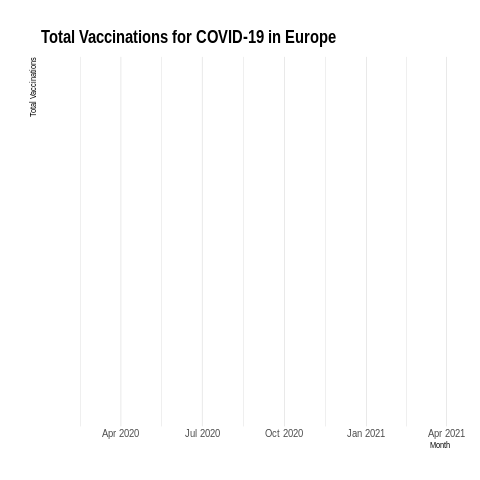 Total Vaccinations for COVID-19 in Europe
Total Vaccinations
Apr 2020 Jul 2020 Oct 2020 Jan 2021 Apr 2021
Month